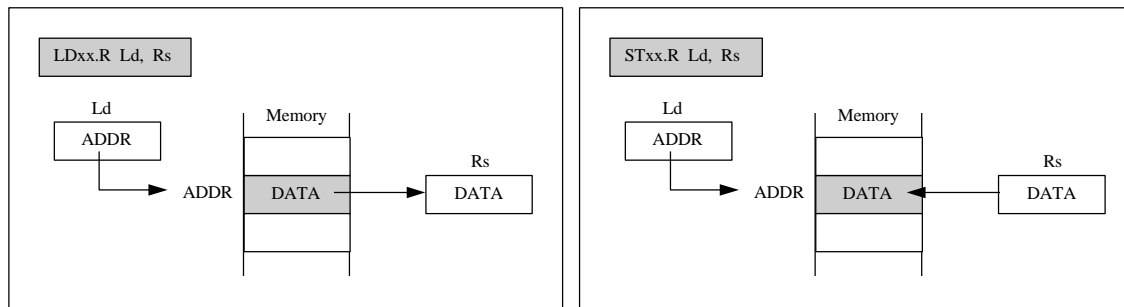 LDxx.R Ld, Rs
Ld
Memory
ADDR
Rs
ADDR
DATA
DATA
STxx.R Ld, Rs
Ld
Memory
ADDR
Rs
ADDR
DATA
DATA